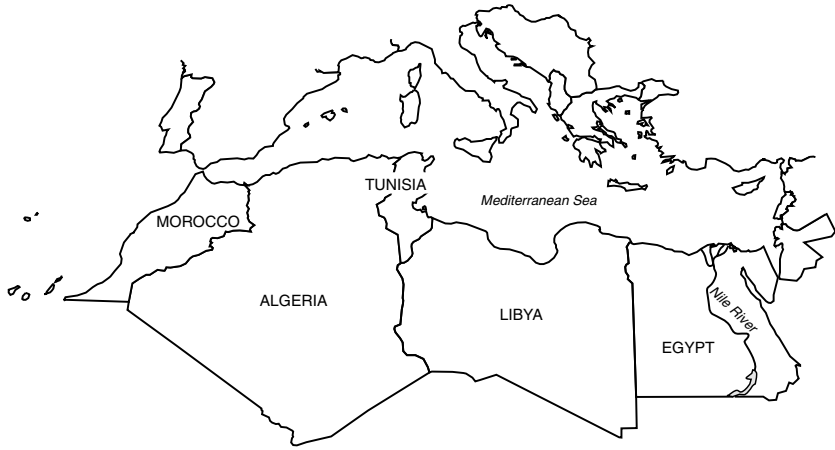 TUNISIA
Mediterranean Sea
MOROCCO
ALGERIA
LIBYA
Nile River
EGYPT